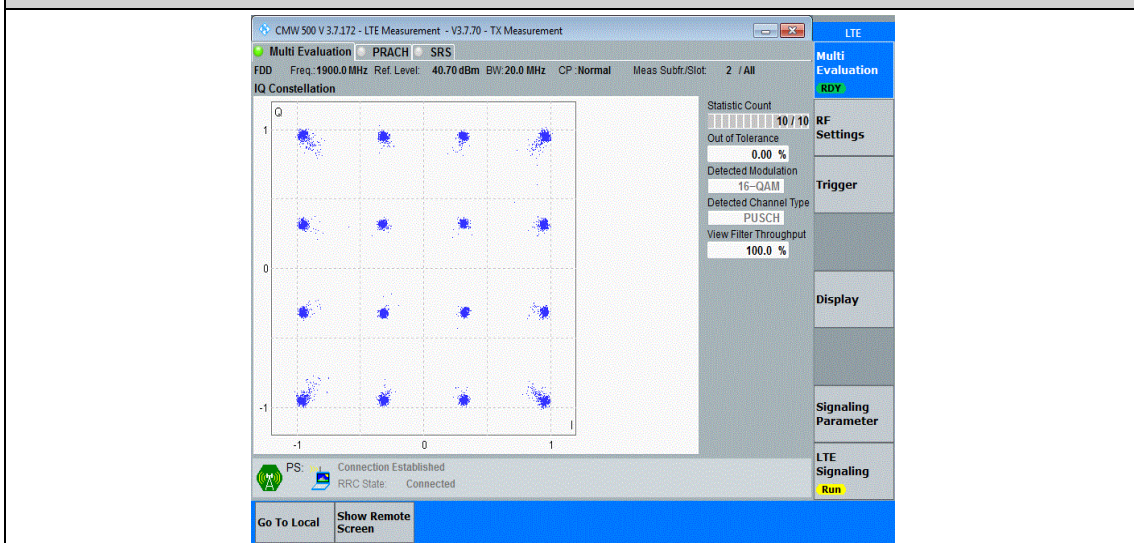 CMW 500 V 3.7.172 - LTE Measurement - V3.7.70 - TX Measurement
LTE
Multi Evaluation PRACH SRS
FDD Freq.:1900.0 MHz Ref. Level: 40.70 dBm BW:20.0 MHz CP :Normal Meas Subfr./Slot: 2 / All
IQ Constellation
Q
1
0
-1
I
-1 0 1
Statistic Count
10 / 10
Out of Tolerance
0.00 %
Detected Modulation
16-QAM
Detected Channel Type
PUSCH
View Filter Throughput
100.0 %
Multi
Evaluation
RDY
RF
Settings
Trigger
Display
Signaling
Parameter
LTE
Signaling
Run
PS: Connection Established
RRC State: Connected
Go To Local
Show Remote
Screen